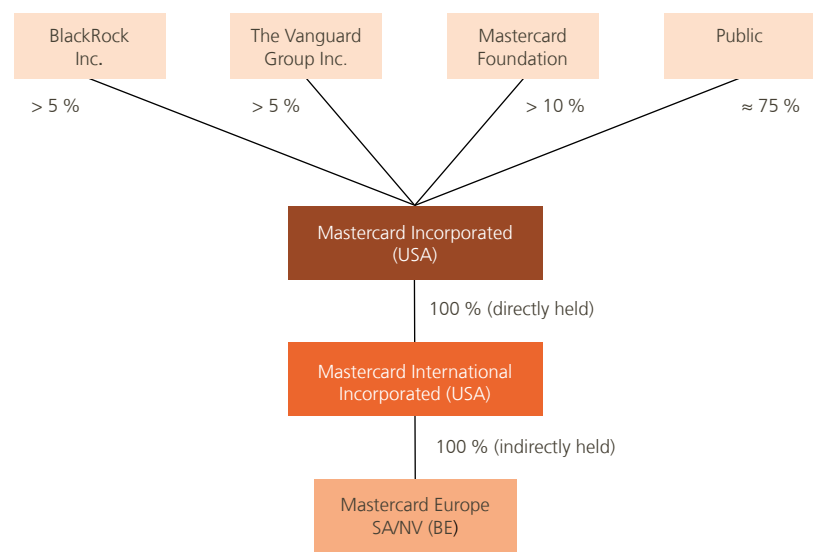 BlackRock
Inc.
The Vanguard
Group Inc.
Mastercard
Foundation
Public
> 5 %
> 5 %
> 10 %
≈ 75 %
Mastercard Incorporated
(USA)
100 % (directly held)
Mastercard International
Incorporated (USA)
100 % (indirectly held)
Mastercard Europe
SA/NV (BE)